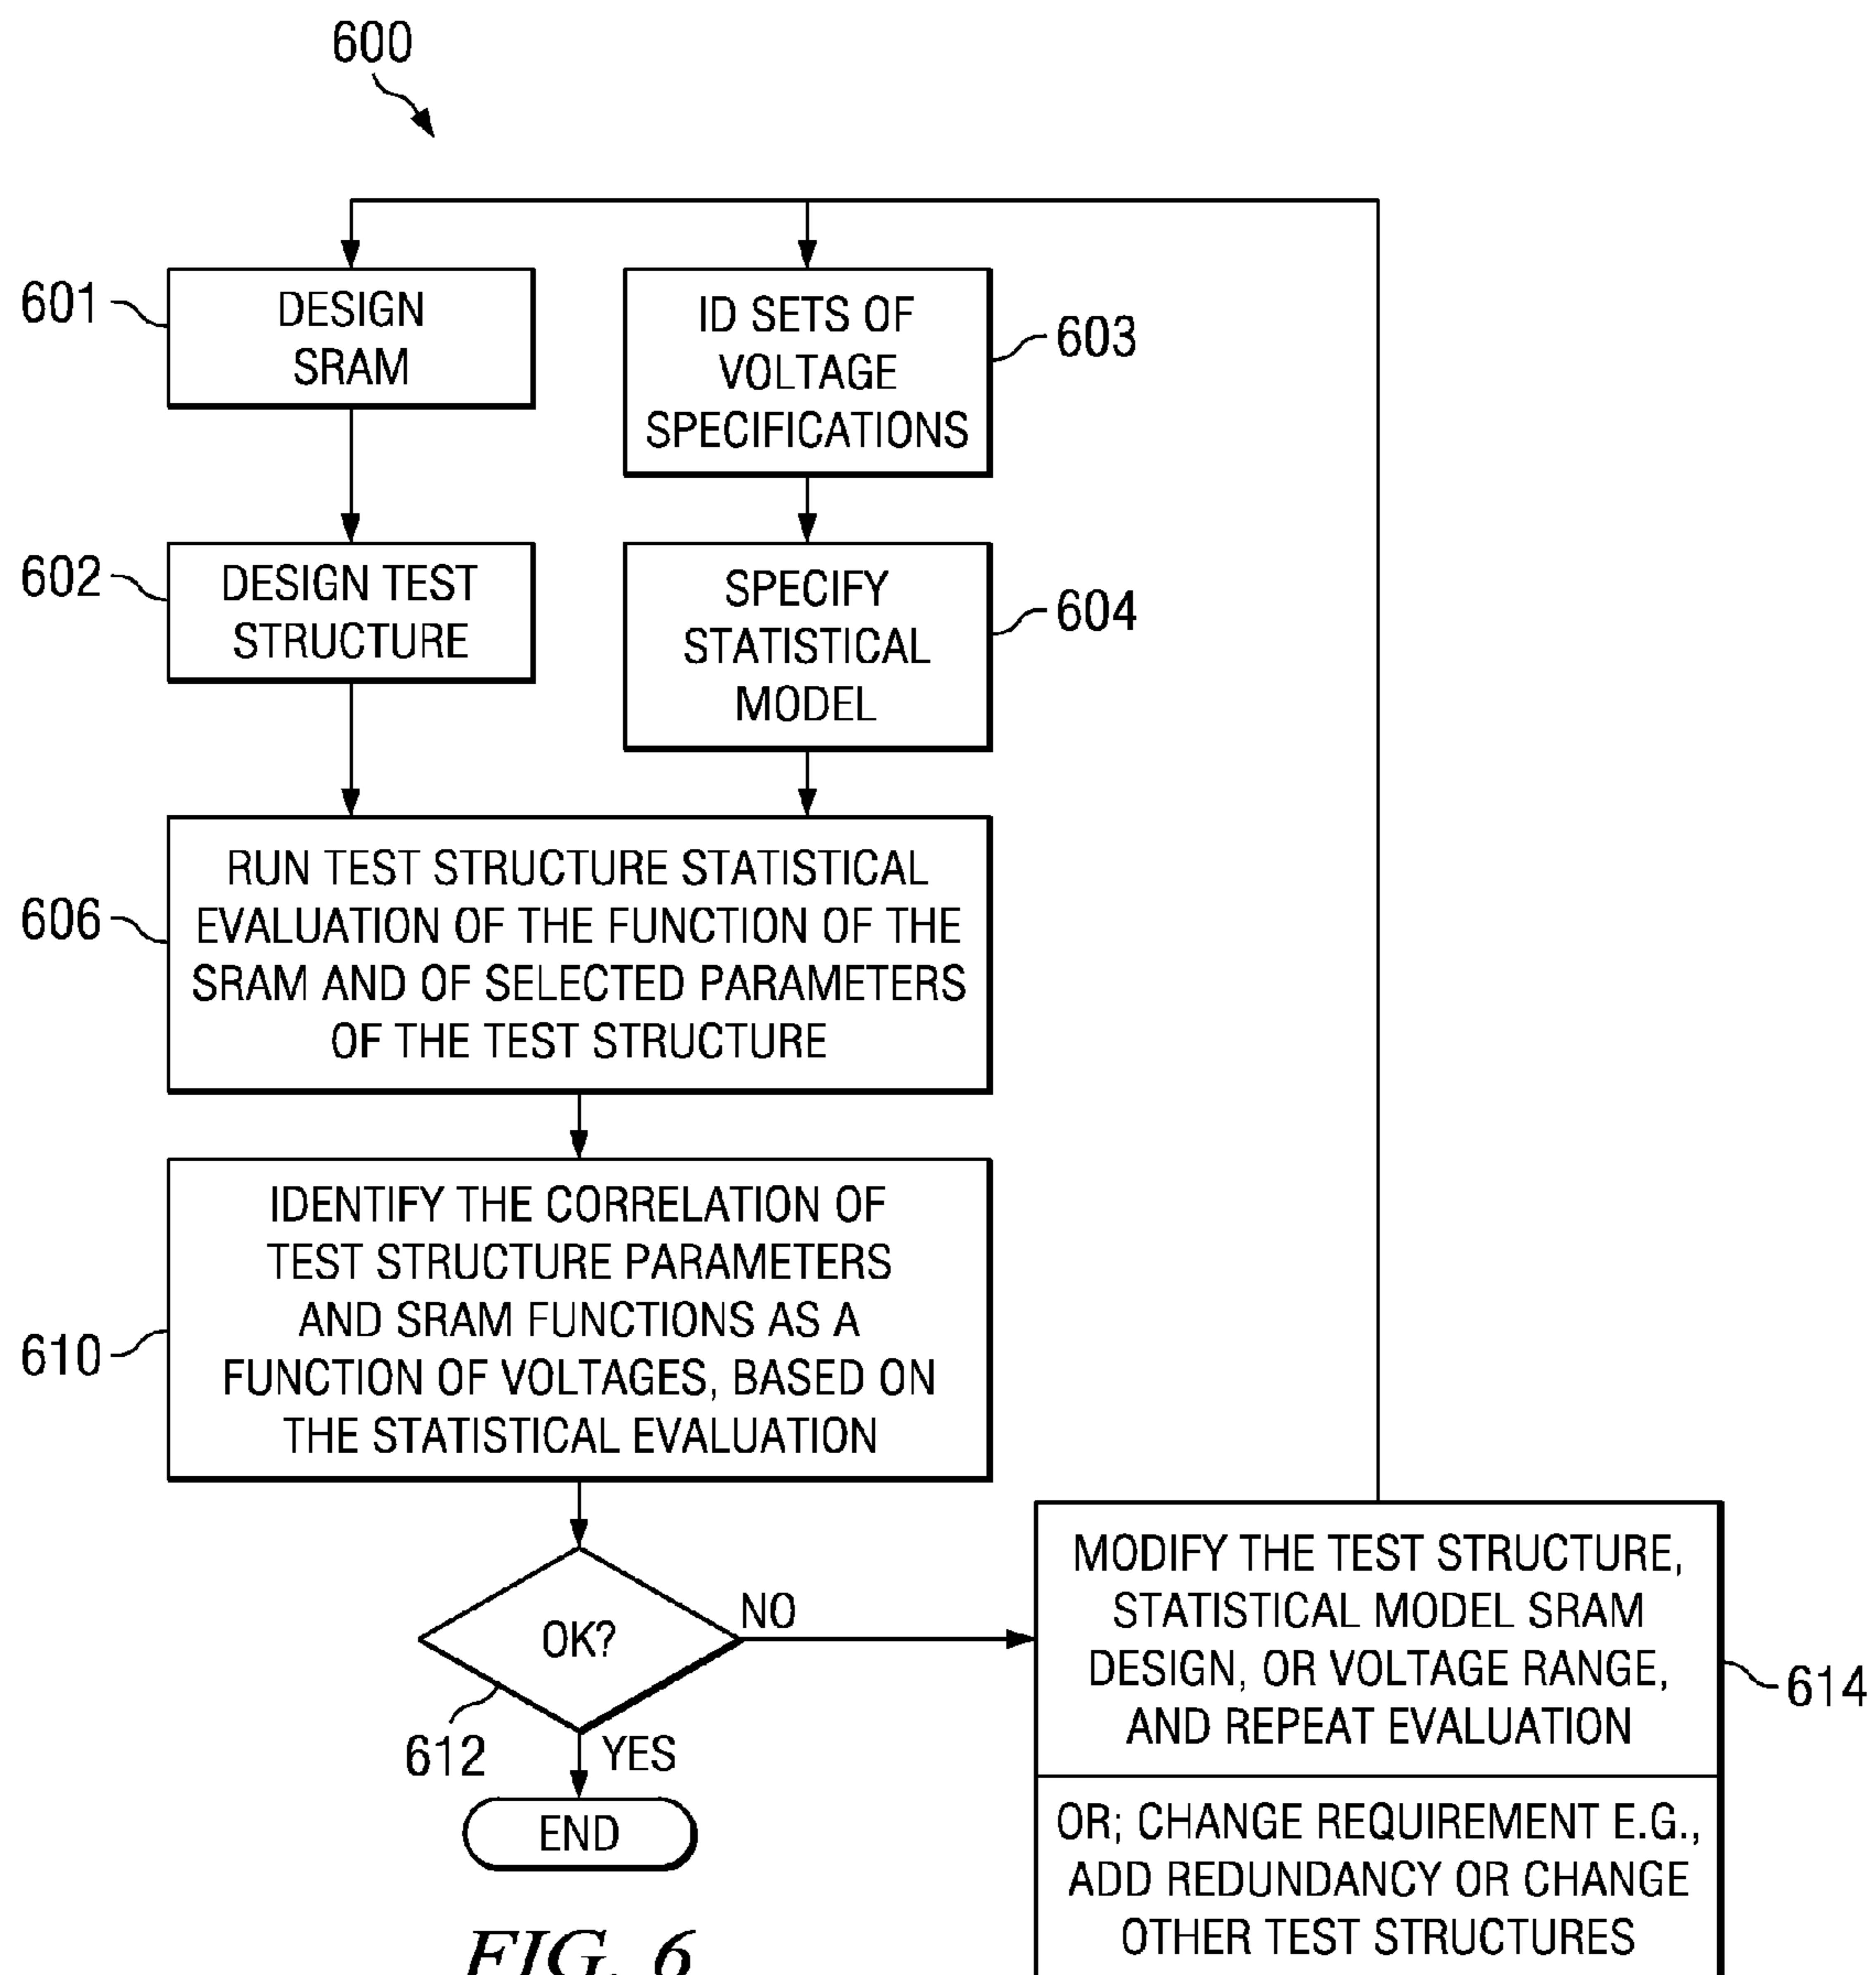 600
601
DESIGN
SRAM
ID SETS OF
VOLTAGE
SPECIFICATIONS
603
602
DESIGN TEST
STRUCTURE
SPECIFY
STATISTICAL
MODEL
604
606
RUN TEST STRUCTURE STATISTICAL
EVALUATION OF THE FUNCTION OF THE
SRAM AND OF SELECTED PARAMETERS
OF THE TEST STRUCTURE
610
IDENTIFY THE CORRELATION OF
TEST STRUCTURE PARAMETERS
AND SRAM FUNCTIONS AS A
FUNCTION OF VOLTAGES, BASED ON
THE STATISTICAL EVALUATION
OK?
NO
612
YES
END
MODIFY THE TEST STRUCTURE,
STATISTICAL MODEL SRAM
DESIGN, OR VOLTAGE RANGE,
AND REPEAT EVALUATION
614
OR; CHANGE REQUIREMENT E.G.,
ADD REDUNDANCY OR CHANGE
OTHER TEST STRUCTURES
FIG. 6